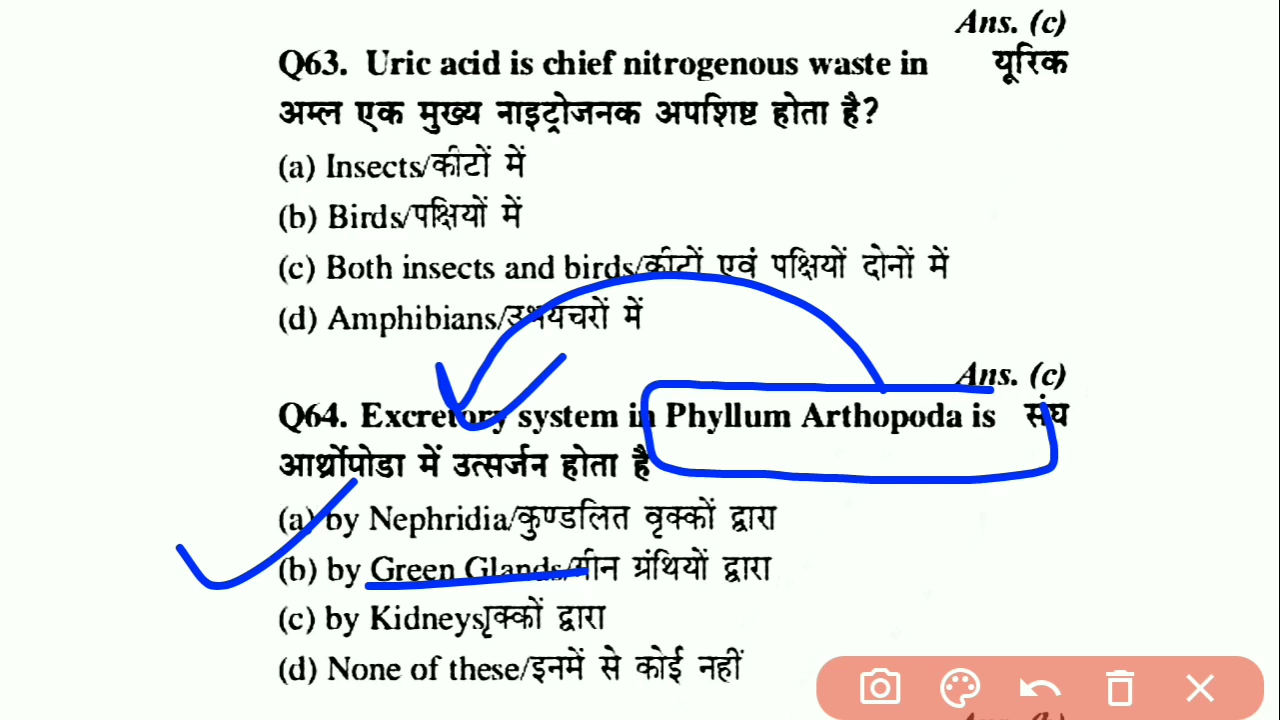 Ans. (c)
Q63. Uric acid is chief nitrogenous waste in यूरिक
अम्ल एक मुख्य नाइट्रोजनक अपशिष्ट होता है?
(a) Insects/कीटों में
(b) Birds/पक्षियों में
(c) Both insects and birds/कीटों एवं पक्षियों दोनों में
(d) Amphibians/उभयचरों में
Ans. (c)
Q64. Excretory system in Phyllum Arthopoda is संघ
आर्थ्रोपोडा में उत्सर्जन होता है
(a) by Nephridia/कुण्डलित वृक्कों द्वारा
(b) by Green Glands/ग्रीन ग्रंथियों द्वारा
(c) by Kidneys/वृक्कों द्वारा
(d) None of these/इनमें से कोई नहीं